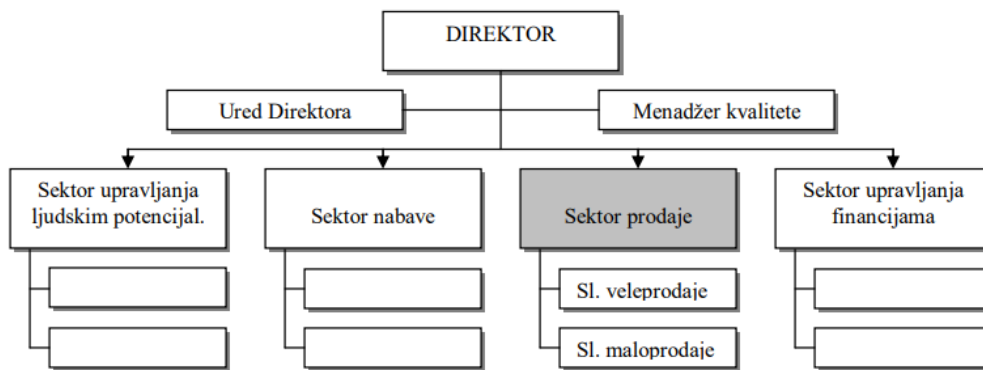 DIREKTOR
Ured Direktora
Menadžer kvalitete
Sektor upravljanja
ljudskim potencijal.
Sektor nabave
Sektor prodaje
Sektor upravljanja
financijama
Sl. veleprodaje
Sl. maloprodaje